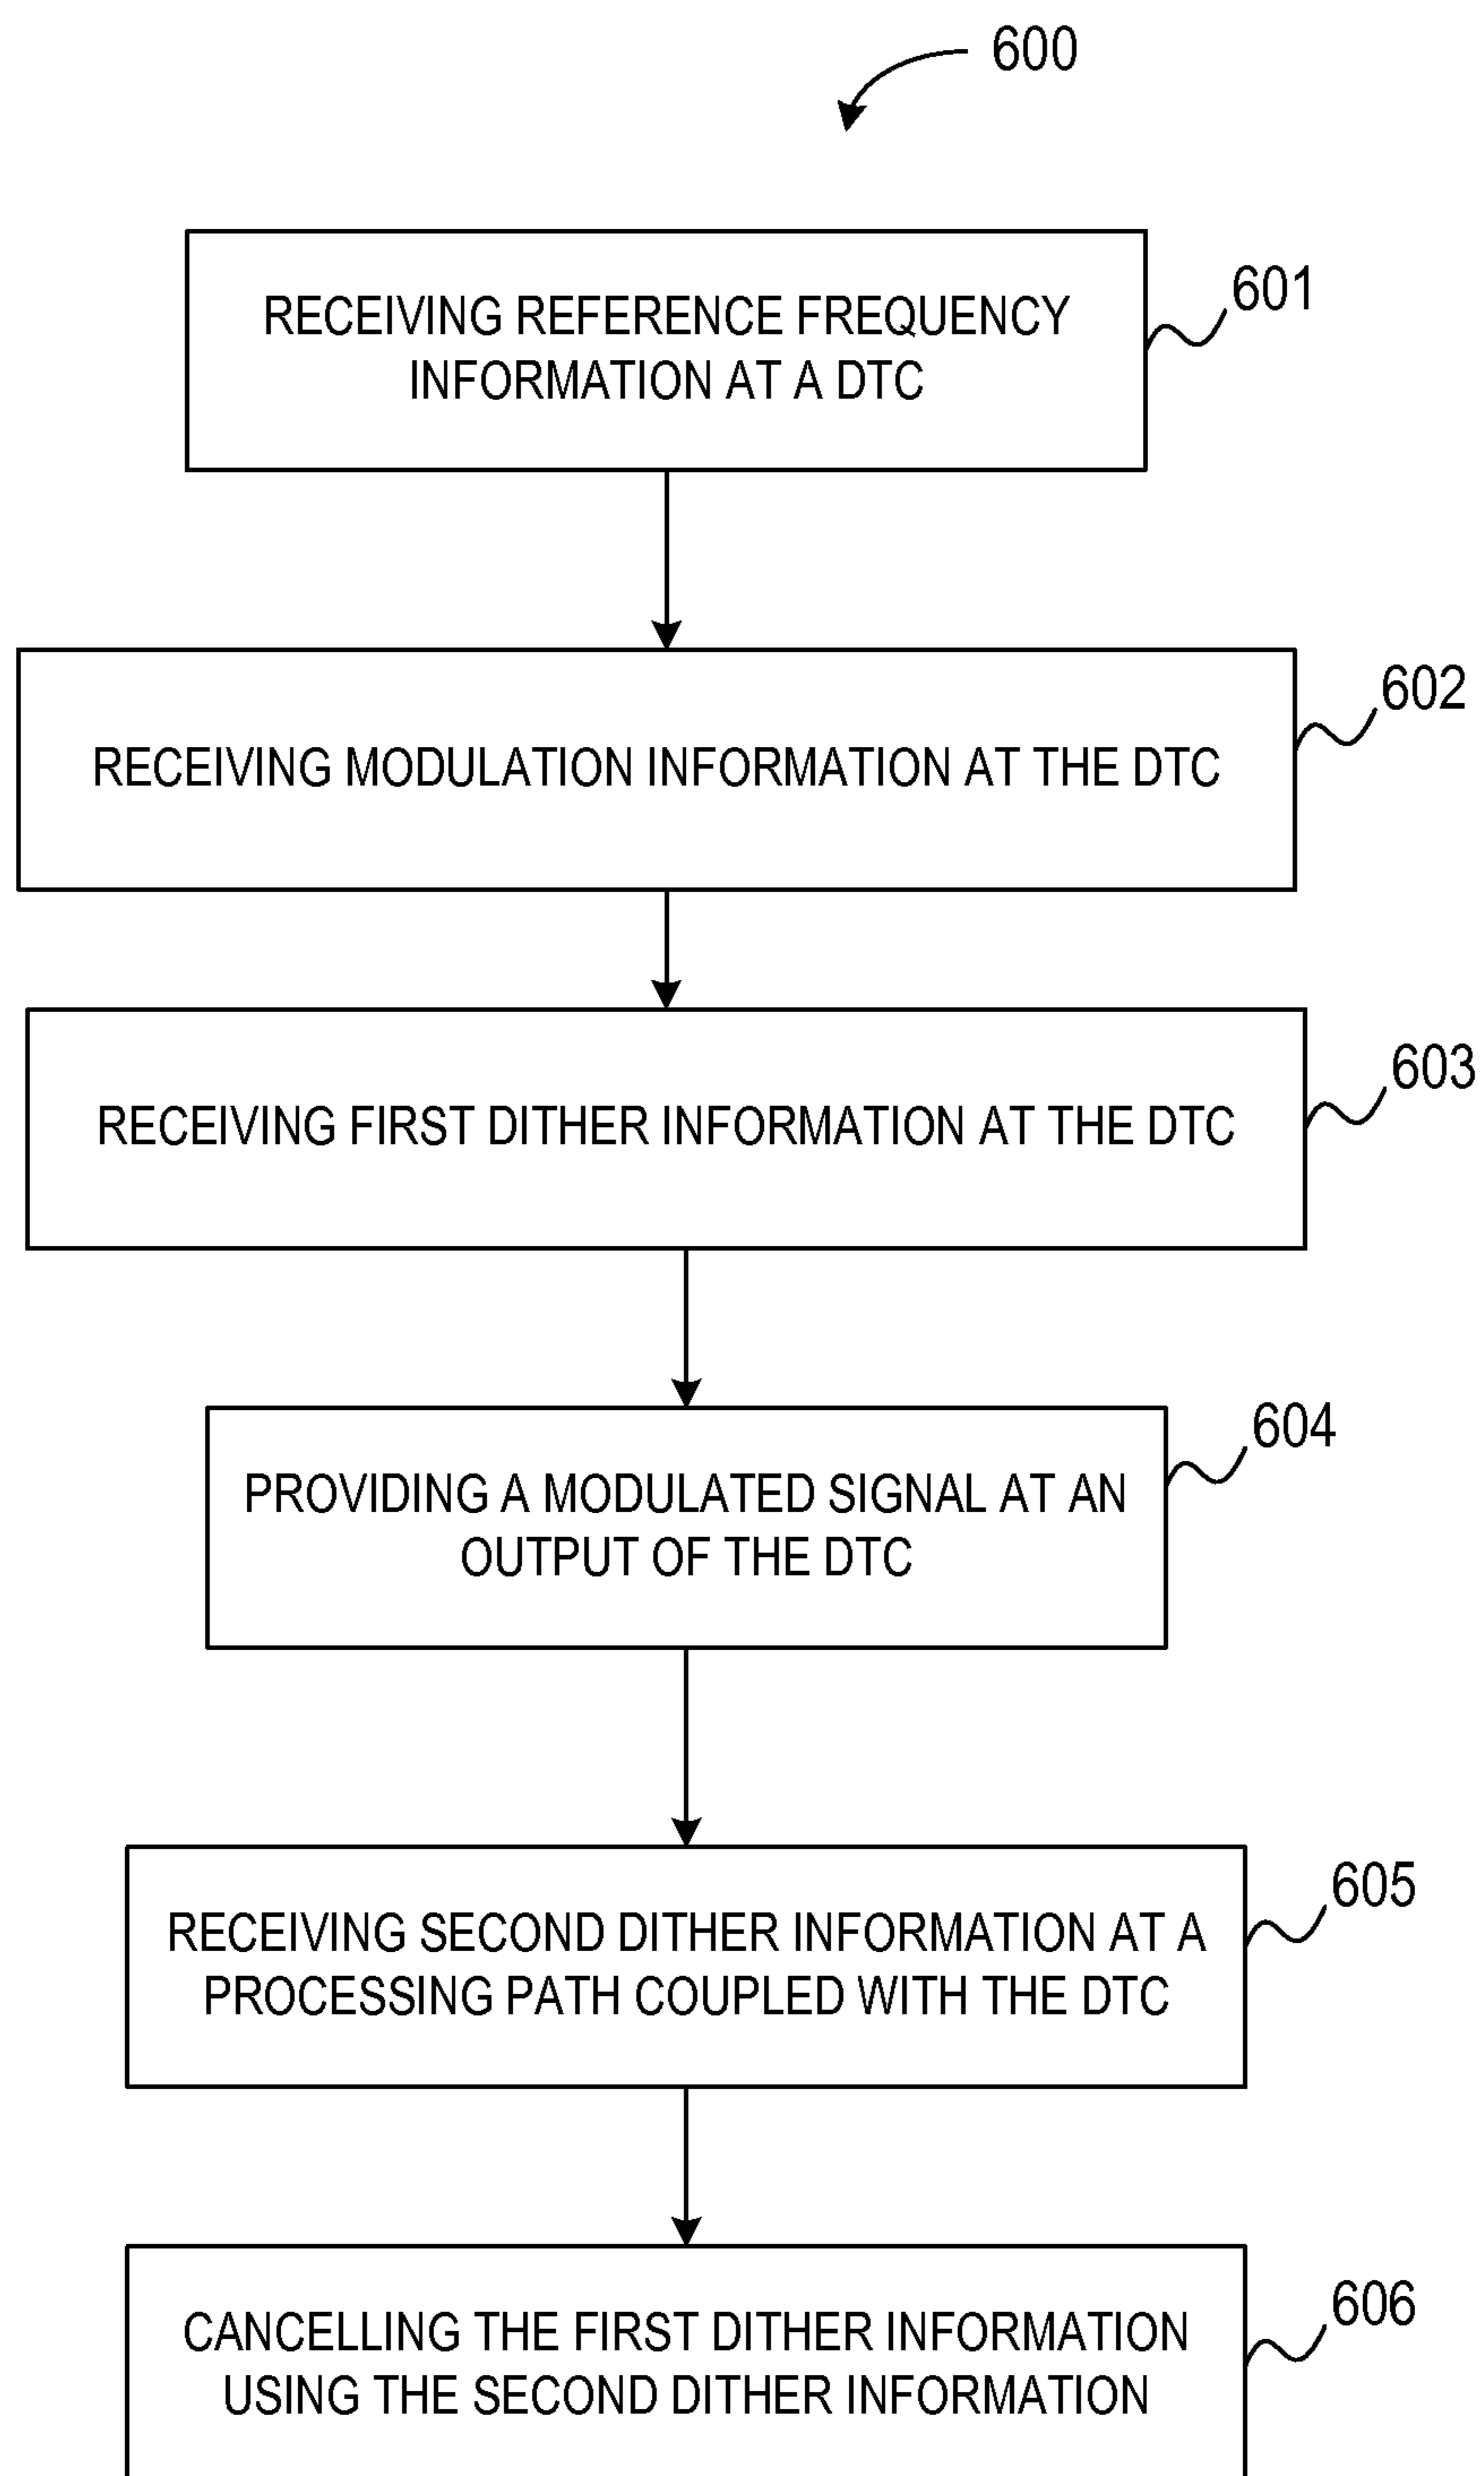 600
RECEIVING REFERENCE FREQUENCY
INFORMATION AT A DTC
601
RECEIVING MODULATION INFORMATION AT THE DTC
602
RECEIVING FIRST DITHER INFORMATION AT THE DTC
603
PROVIDING A MODULATED SIGNAL AT AN
OUTPUT OF THE DTC
604
RECEIVING SECOND DITHER INFORMATION AT A
PROCESSING PATH COUPLED WITH THE DTC
605
CANCELLING THE FIRST DITHER INFORMATION
USING THE SECOND DITHER INFORMATION
606